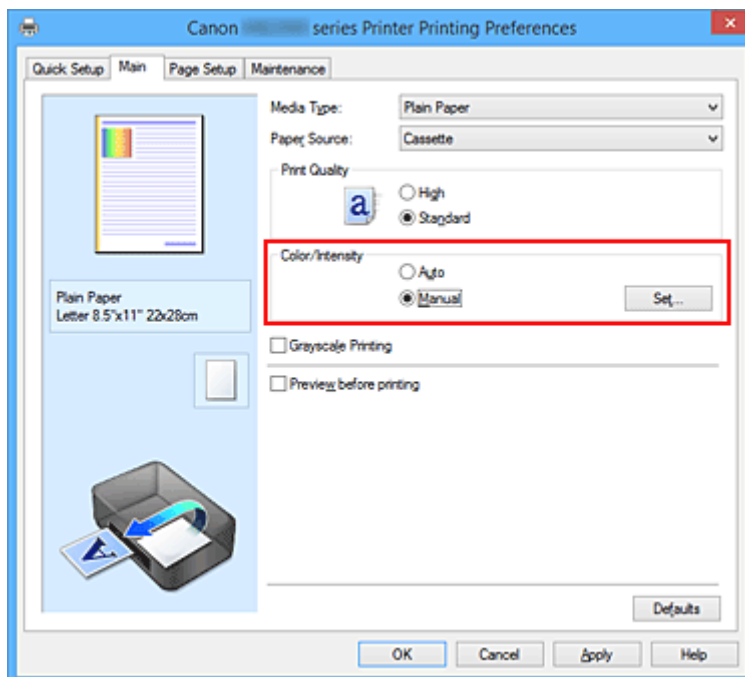 Canon series Printer Printing Preferences
Quick Setup Main Page Setup Maintenance
Media Type: Plain Paper
Paper Source: Cassette
Print Quality
a
High
Standard
Color/Intensity
Auto
Manual Set...
Plain Paper
Letter 8.5"x11" 22x28cm
Grayscale Printing
Preview before printing
A
Defaults
OK Cancel Apply Help